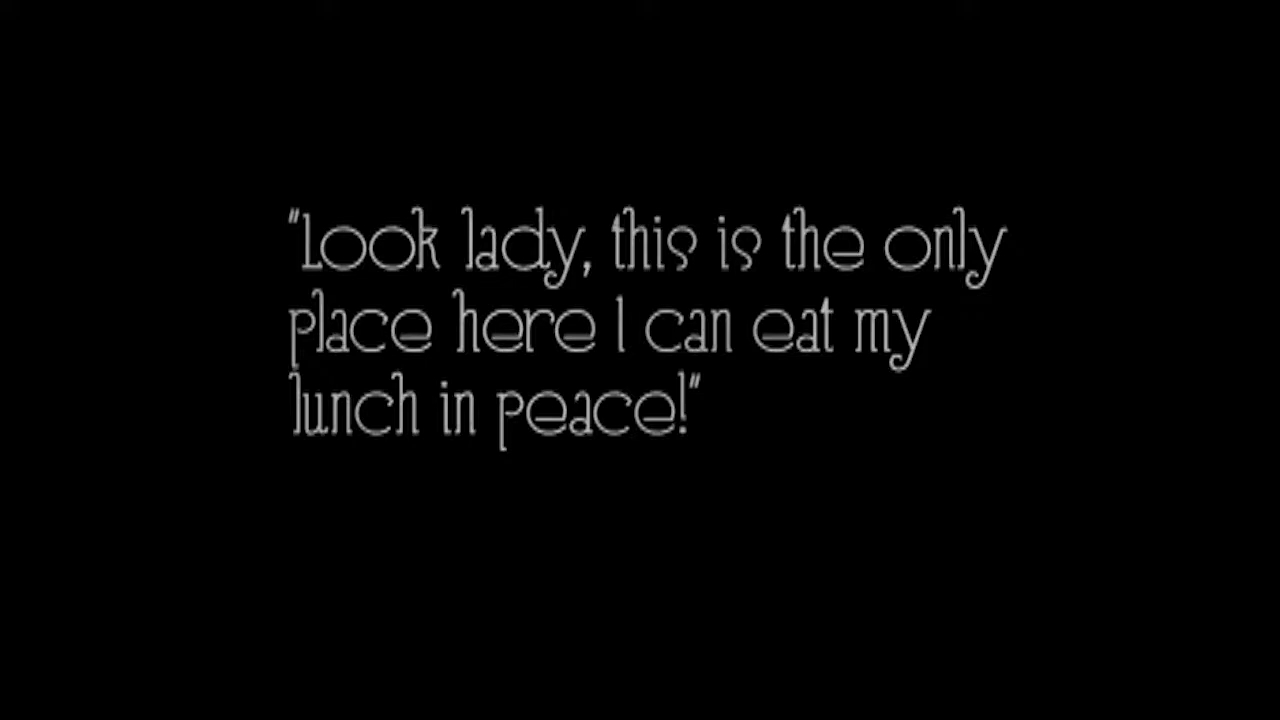 "Look lady, this is the only
place here I can eat my
lunch in peace!"